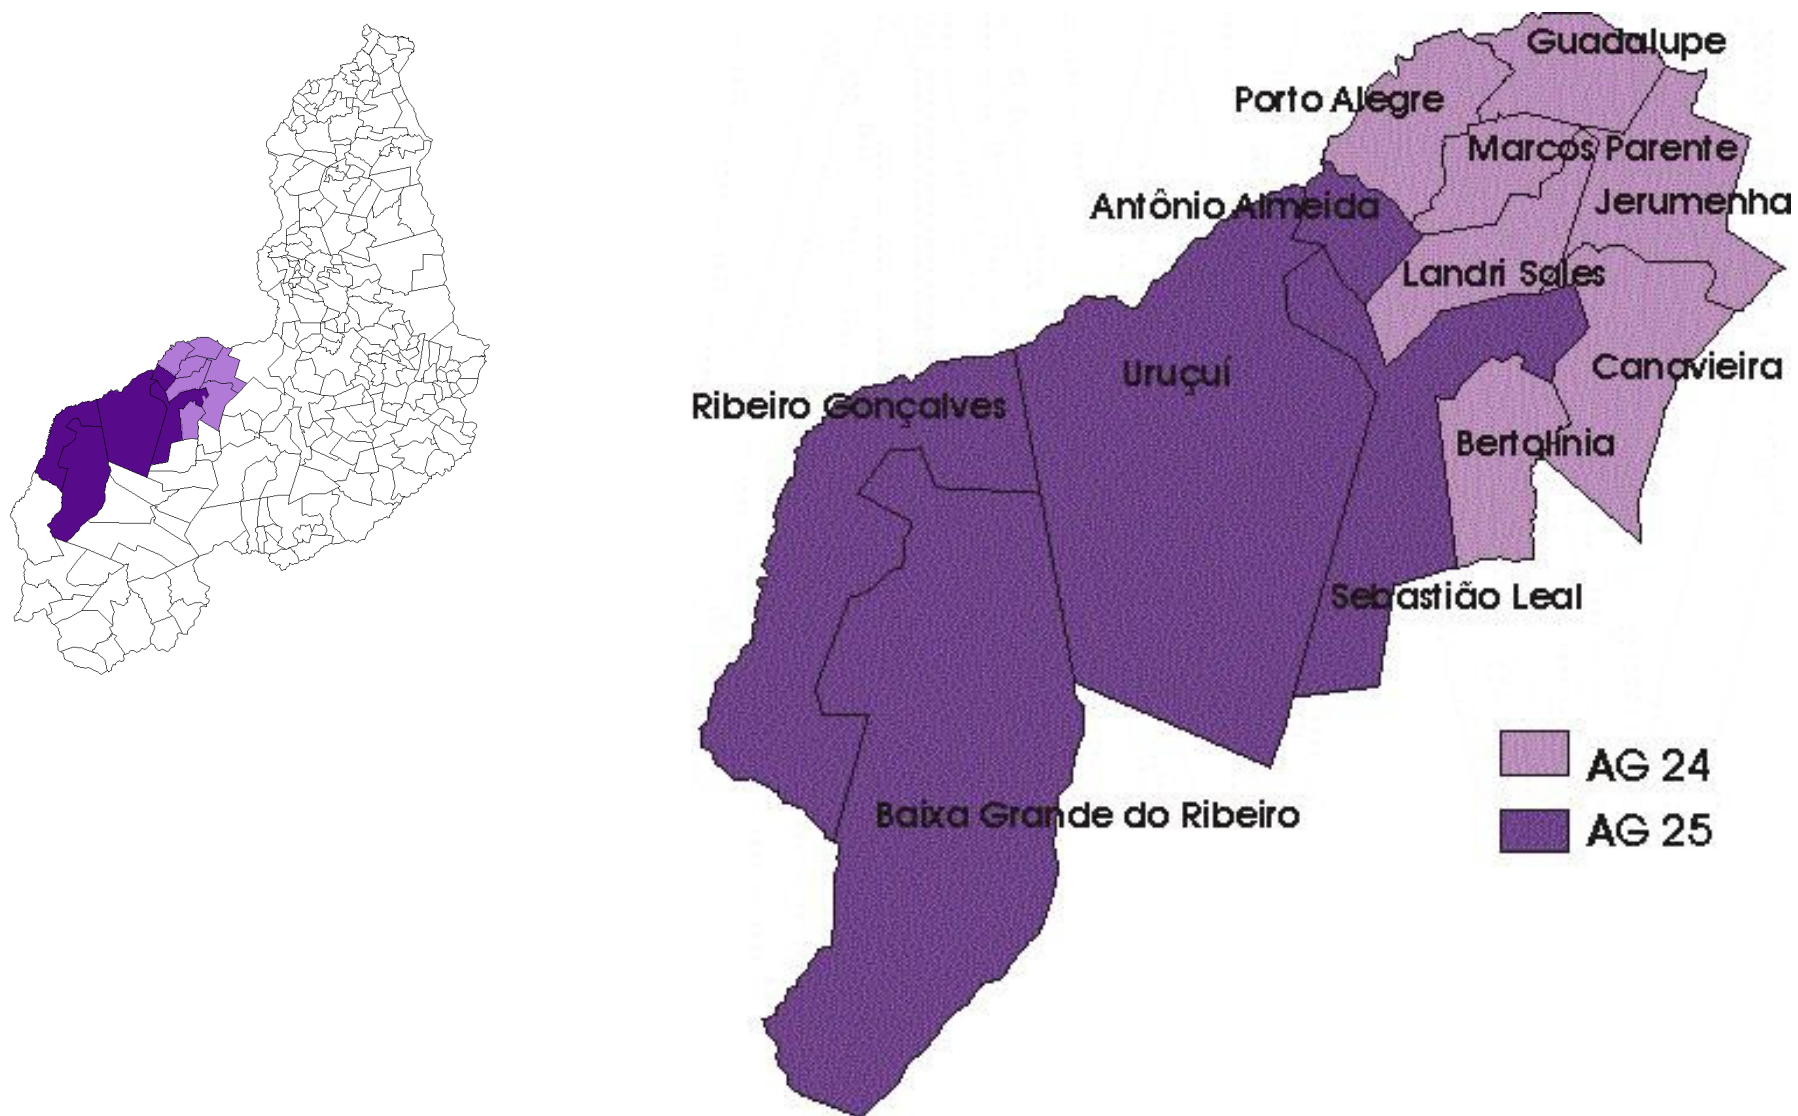 Guadalupe
Porto Alegre
Marcos Parente
Antônio Almeida
Jerumenha
Landri Sales
Uruçuí
Canavieira
Ribeiro Gonçalves
Bertolínia
Sebastião Leal
AG 24
Baixa Grande do Ribeiro
AG 25